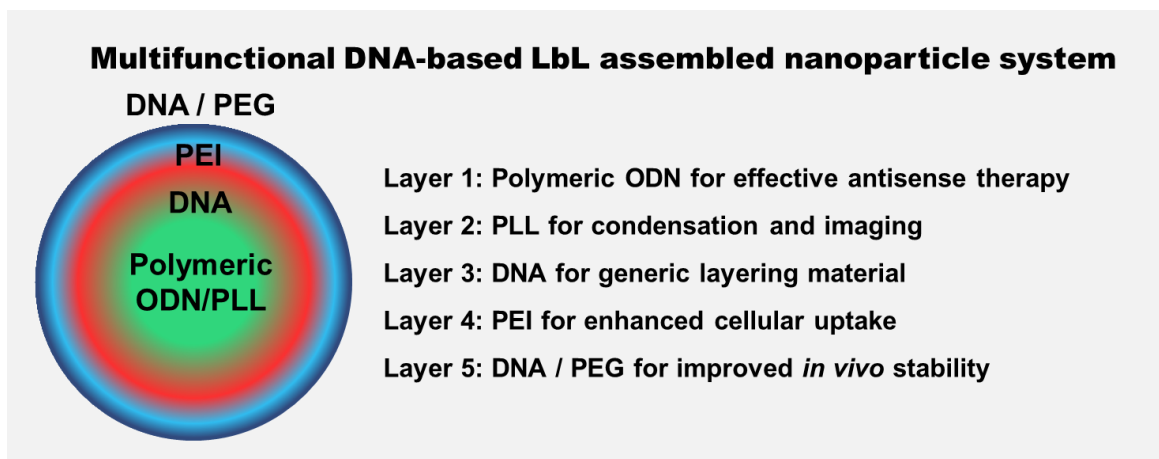 Multifunctional DNA-based LbL assembled nanoparticle system
DNA / PEG
PEI
DNA
Polymeric
ODN/PLL
Layer 1: Polymeric ODN for effective antisense therapy
Layer 2: PLL for condensation and imaging
Layer 3: DNA for generic layering material
Layer 4: PEI for enhanced cellular uptake
Layer 5: DNA / PEG for improved in vivo stability